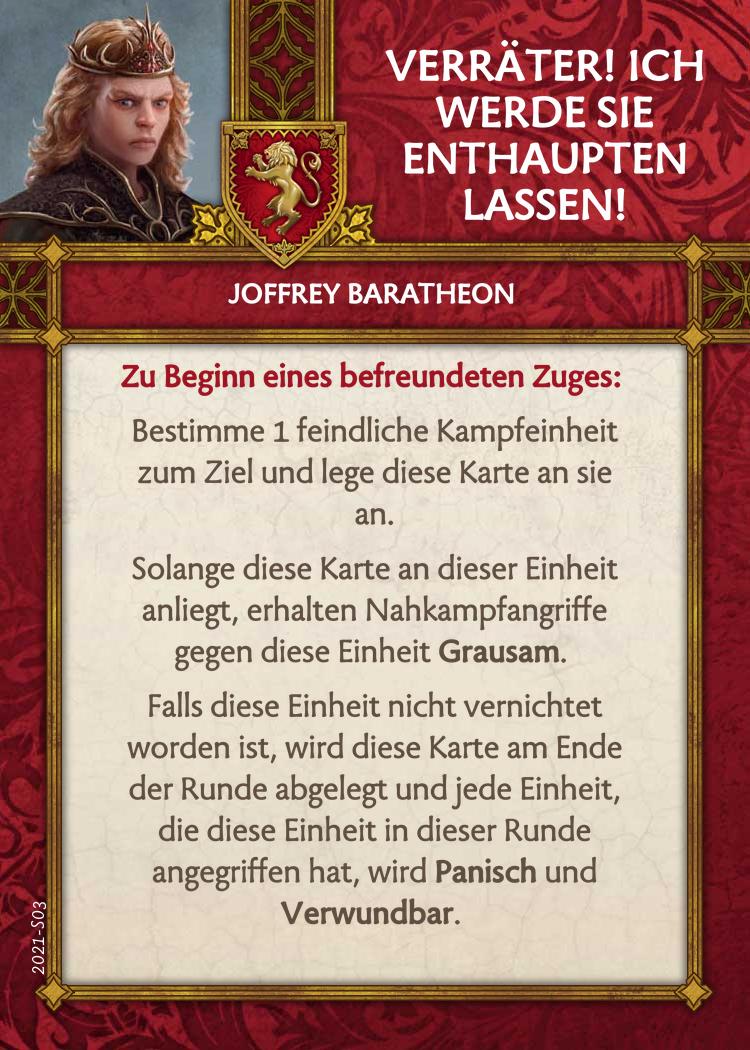 VERRÄTER! ICH
WERDE SIE
ENTHAUPTEN
LASSEN!
JOFFREY BARATHEON
Zu Beginn eines befreundeten Zuges:
Bestimme 1 feindliche Kampfeinheit
zum Ziel und lege diese Karte an sie
an.
Solange diese Karte an dieser Einheit
anliegt, erhalten Nahkampfangriffe
gegen diese Einheit Grausam.
Falls diese Einheit nicht vernichtet
worden ist, wird diese Karte am Ende
der Runde abgelegt und jede Einheit,
die diese Einheit in dieser Runde
angegriffen hat, wird Panisch und
Verwundbar.
2021-S03